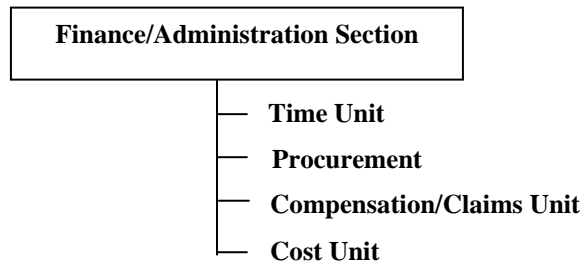 Finance/Administration Section
Time Unit
Procurement
Compensation/Claims Unit
Cost Unit